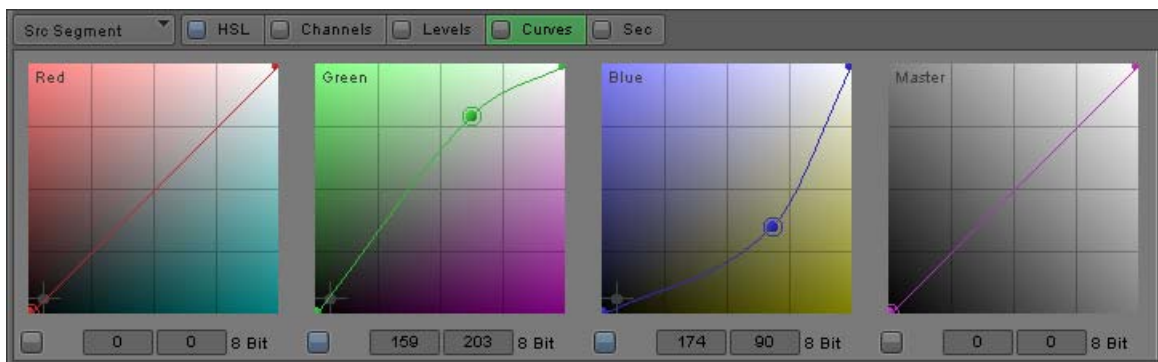 Src Segment HSL Channels Levels Curves Sec
Red Green Blue Master
0 0 8 Bit 159 203 8 Bit 174 90 8 Bit 0 0 8 Bit